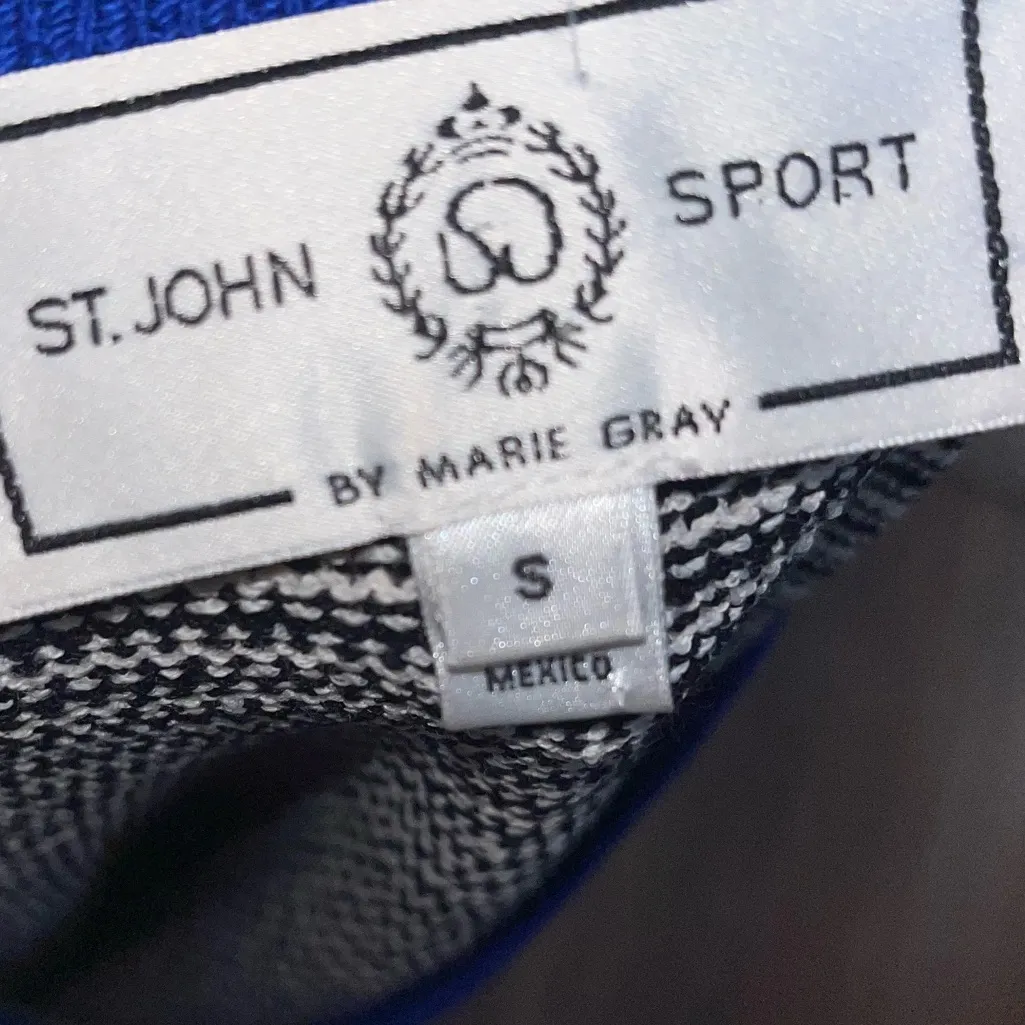 ST. JOHN SPORT
BY MARIE GRAY
S
MEXICO